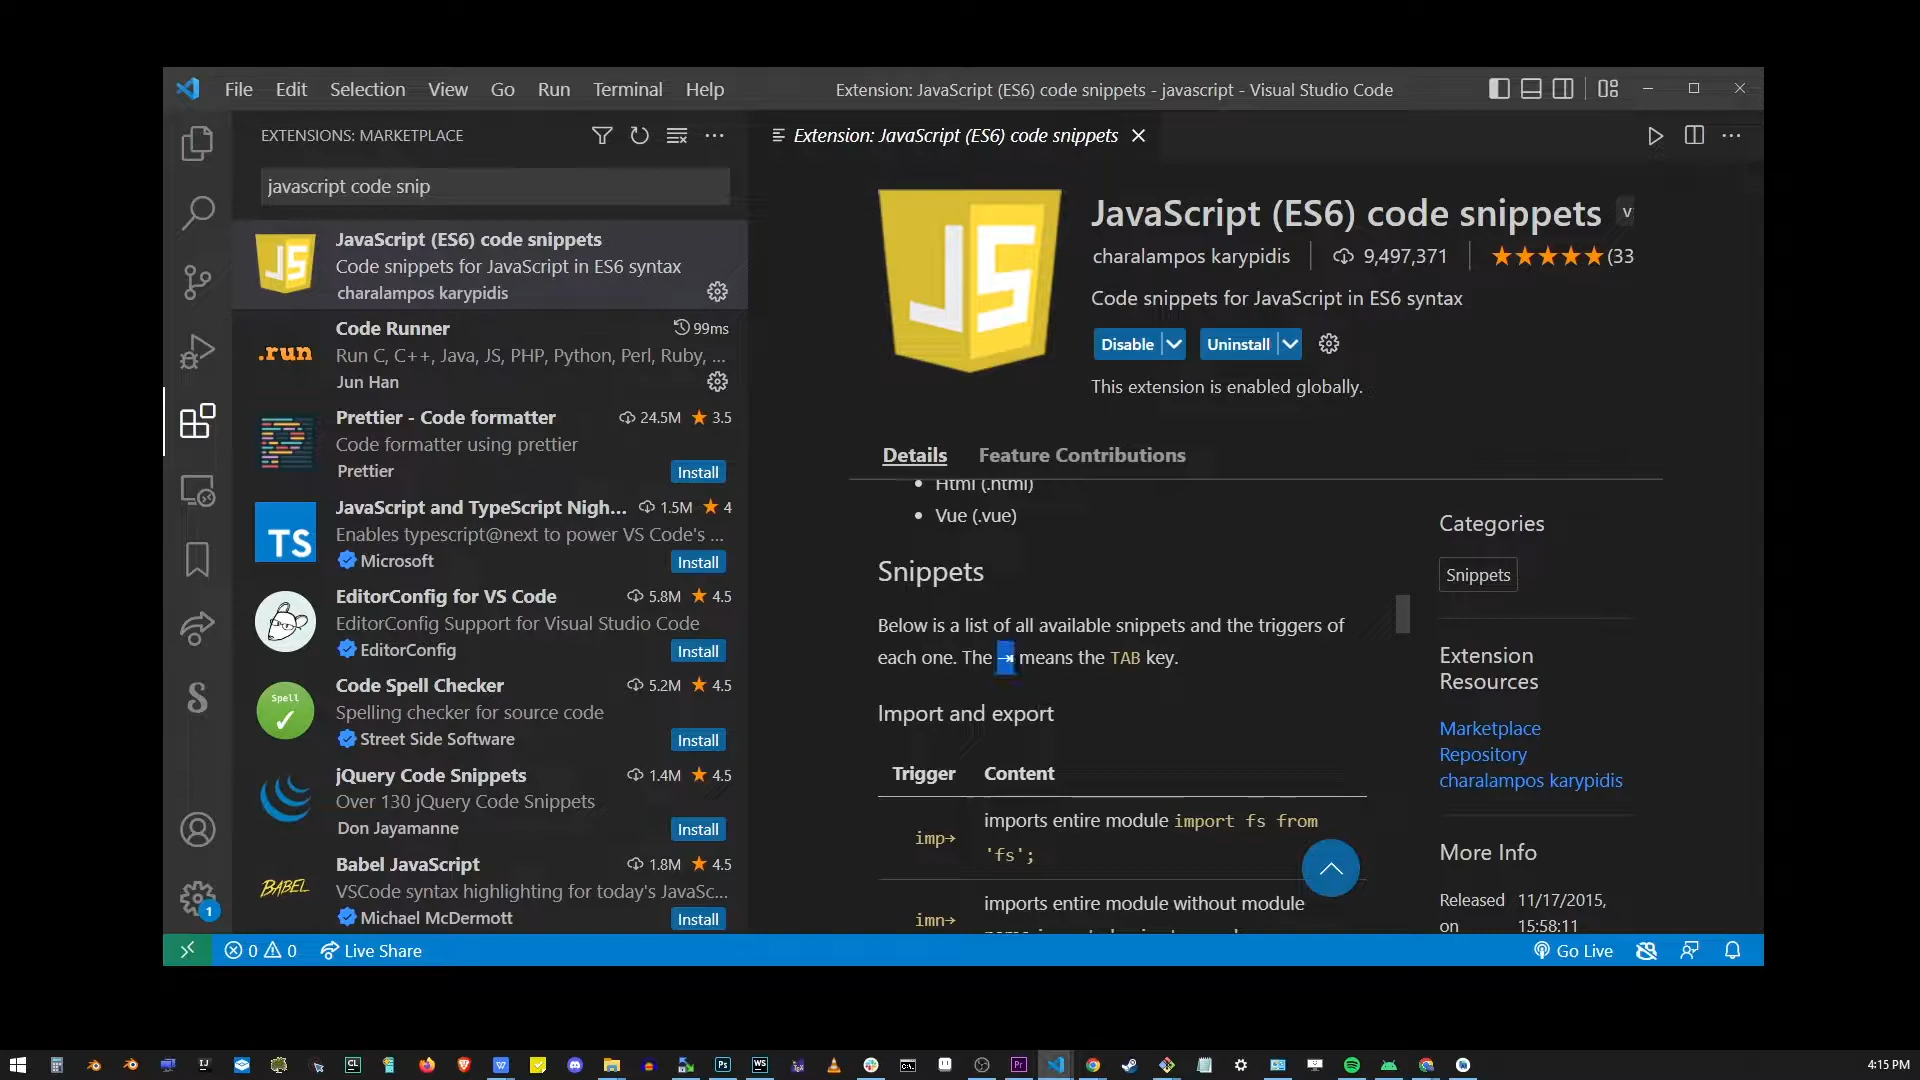 File Edit Selection View Go Run Terminal Help
Extension: JavaScript (ES6) code snippets - javascript - Visual Studio Code
EXTENSIONS: MARKETPLACE
javascript code snip
JavaScript (ES6) code snippets
Code snippets for JavaScript in ES6 syntax
charalampos karypidis
Code Runner 99ms
Run C, C++, Java, JS, PHP, Python, Perl, Ruby, ...
Jun Han
.run
Prettier - Code formatter 24.5M 3.5
Code formatter using prettier
Prettier Install
JavaScript and TypeScript Nigh... 1.5M 4
Enables typescript@next to power VS Code's ...
TS
Microsoft Install
EditorConfig for VS Code 5.8M 4.5
EditorConfig Support for Visual Studio Code
EditorConfig Install
Code Spell Checker 5.2M 4.5
Spell
Spelling checker for source code
Street Side Software Install
jQuery Code Snippets 1.4M 4.5
Over 130 jQuery Code Snippets
Don Jayamanne Install
Babel JavaScript 1.8M 4.5
BABEL
VSCode syntax highlighting for today's JavaSc...
Michael McDermott Install
1
Extension: JavaScript (ES6) code snippets
JS
JavaScript (ES6) code snippets v
charalampos karypidis 9,497,371 ★★★★★(33
Code snippets for JavaScript in ES6 syntax
Disable Uninstall
This extension is enabled globally.
Details Feature Contributions
Html (.html)
Vue (.vue)
Snippets
Below is a list of all available snippets and the triggers of
each one. The ⇥ means the TAB key.
Import and export
Trigger Content
imp→ imports entire module import fs from
'fs';
imn→ imports entire module without module
Categories
Snippets
Extension
Resources
Marketplace
Repository
charalampos karypidis
More Info
Released 11/17/2015,
on 15:58:11
0 0 Live Share Go Live
4:15 PM